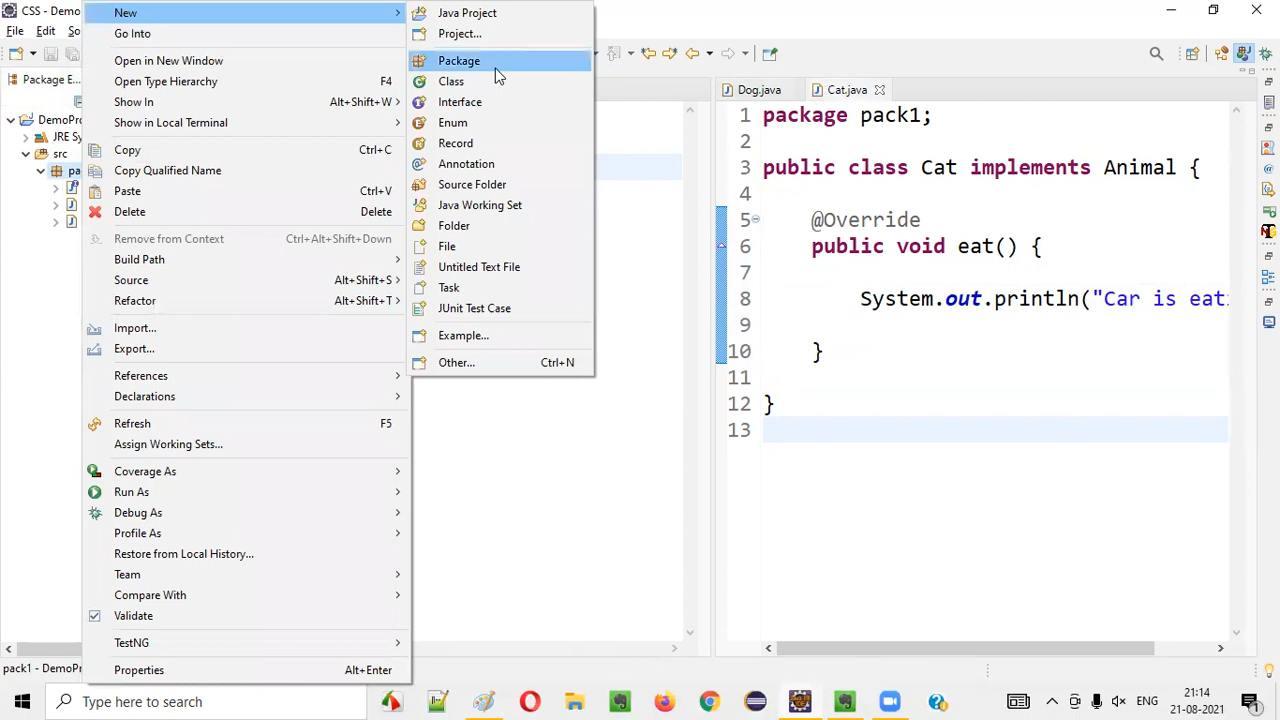 CSS - Demo
File
Edit
So
Package E...
DemoPro
JRE Sy
src
pa
New
Go Into
Open in New Window
Open Type Hierarchy F4
Show In Alt+Shift+W
Show in Local Terminal
Copy Ctrl+C
Copy Qualified Name
Paste Ctrl+V
Delete Delete
Remove from Context Ctrl+Alt+Shift+Down
Build Path
Source Alt+Shift+S
Refactor Alt+Shift+T
Import...
Export...
References
Declarations
Refresh F5
Assign Working Sets...
Coverage As
Run As
Debug As
Profile As
Restore from Local History...
Team
Compare With
Validate
TestNG
Properties Alt+Enter
Java Project
Project...
Package
Class
Interface
Enum
Record
Annotation
Source Folder
Java Working Set
Folder
File
Untitled Text File
Task
JUnit Test Case
Example...
Other... Ctrl+N
Dog.java Cat.java
1 package pack1;
2
3 public class Cat implements Animal {
4
5 @Override
6 public void eat() {
7
8 System.out.println("Car is eati
9
10 }
11
12 }
13
pack1 - DemoPro
Type here to search
ENG
21:14
21-08-2021
1